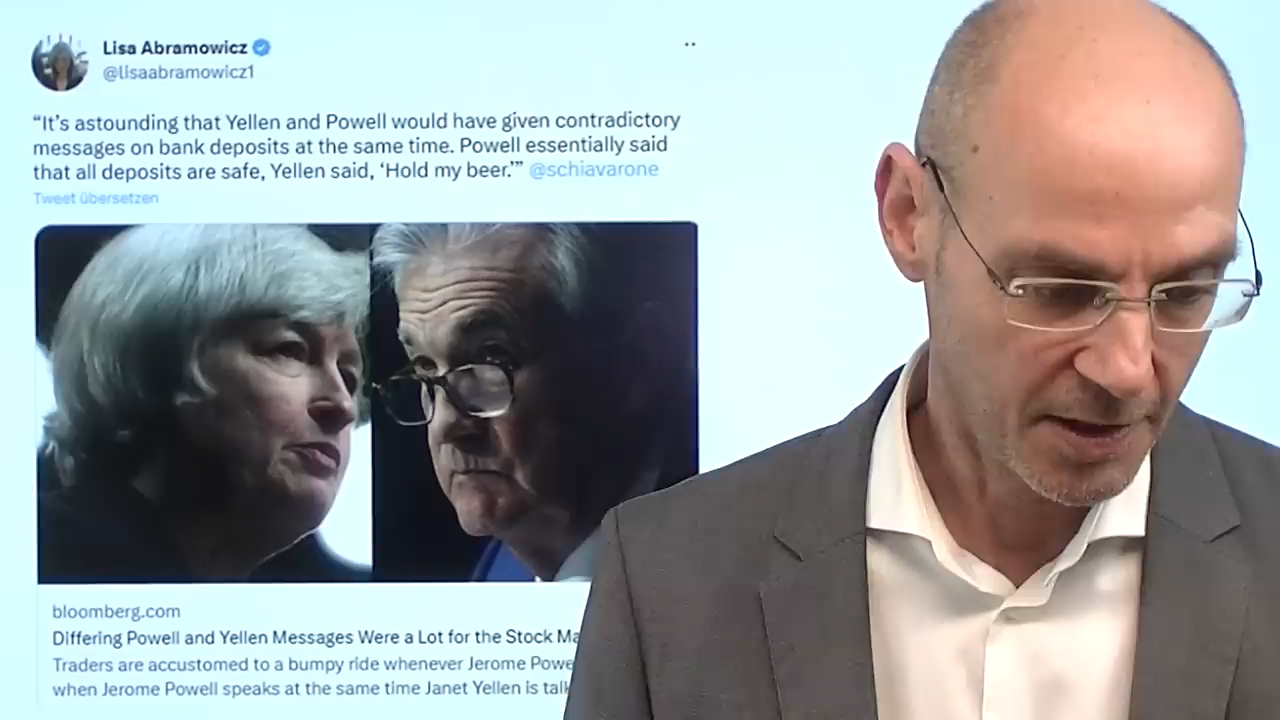 Lisa Abramowicz
@lisaabramowicz1
“It’s astounding that Yellen and Powell would have given contradictory
messages on bank deposits at the same time. Powell essentially said
that all deposits are safe, Yellen said, ‘Hold my beer.’” @schiavarone
Tweet übersetzen
bloomberg.com
Differing Powell and Yellen Messages Were a Lot for the Stock
Traders are accustomed to a bumpy ride whenever Jerome
when Jerome Powell speaks at the same time Janet Yellen is